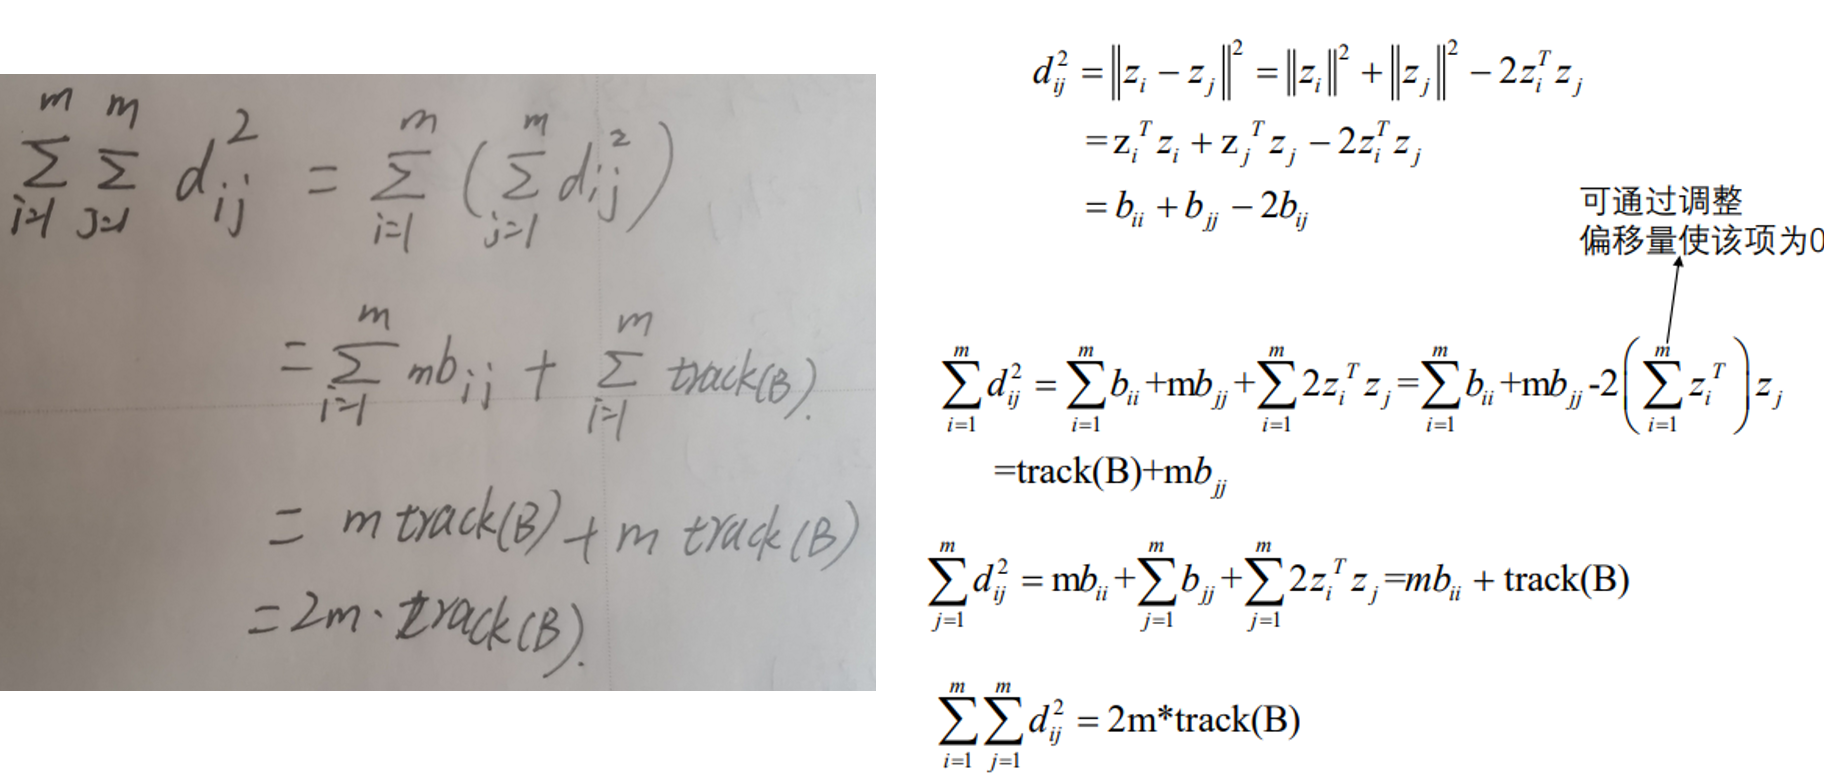 $\sum_{i=1}^{m} \sum_{j=1}^{m} d_{ij}^{2} = \sum_{i=1}^{m} ( \sum_{j=1}^{m} d_{ij}^{2} )$
$= \sum_{i=1}^{m} m b_{ij} + \sum_{i=1}^{m} track(B).$
$= m\, track(B) + m\, track(B)$
$= 2m \cdot track(B).$
$d_{ij}^{2} = \|z_i - z_j\|^{2} = \|z_i\|^{2} + \|z_j\|^{2} - 2z_i^{T} z_j$
$= z_i^{T} z_i + z_j^{T} z_j - 2z_i^{T} z_j$
$= b_{ii} + b_{jj} - 2b_{ij}$
可通过调整
偏移量使该项为0
$\sum_{i=1}^{m} d_{ij}^{2} = \sum_{i=1}^{m} b_{ii} + mb_{jj} + \sum_{i=1}^{m} 2z_i^{T} z_j = \sum_{i=1}^{m} b_{ii} + mb_{jj} - 2\left( \sum_{i=1}^{m} z_i^{T} \right) z_j$
$= track(B) + mb_{jj}$
$\sum_{j=1}^{m} d_{ij}^{2} = mb_{ii} + \sum_{j=1}^{m} b_{jj} + \sum_{j=1}^{m} 2z_i^{T} z_j = mb_{ii} + track(B)$
$\sum_{i=1}^{m} \sum_{j=1}^{m} d_{ij}^{2} = 2m*track(B)$